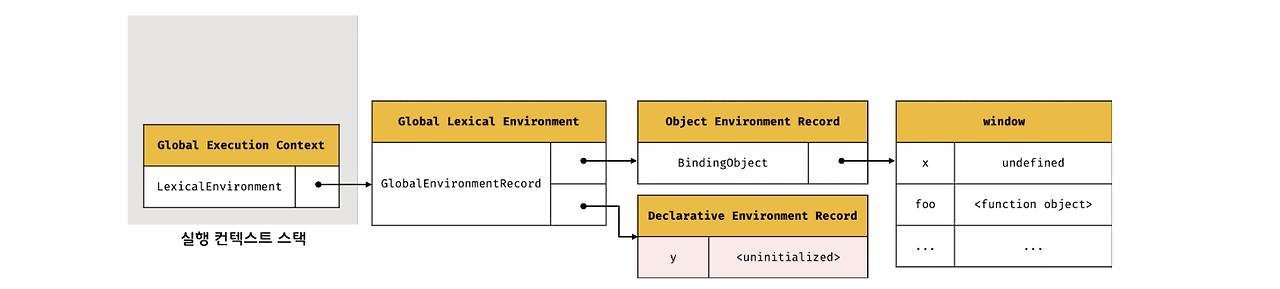 Global Execution Context
LexicalEnvironment
실행 컨텍스트 스택
Global Lexical Environment
GlobalEnvironmentRecord
Object Environment Record
BindingObject
Declarative Environment Record
y <uninitialized>
window
x undefined
foo <function object>
... ...